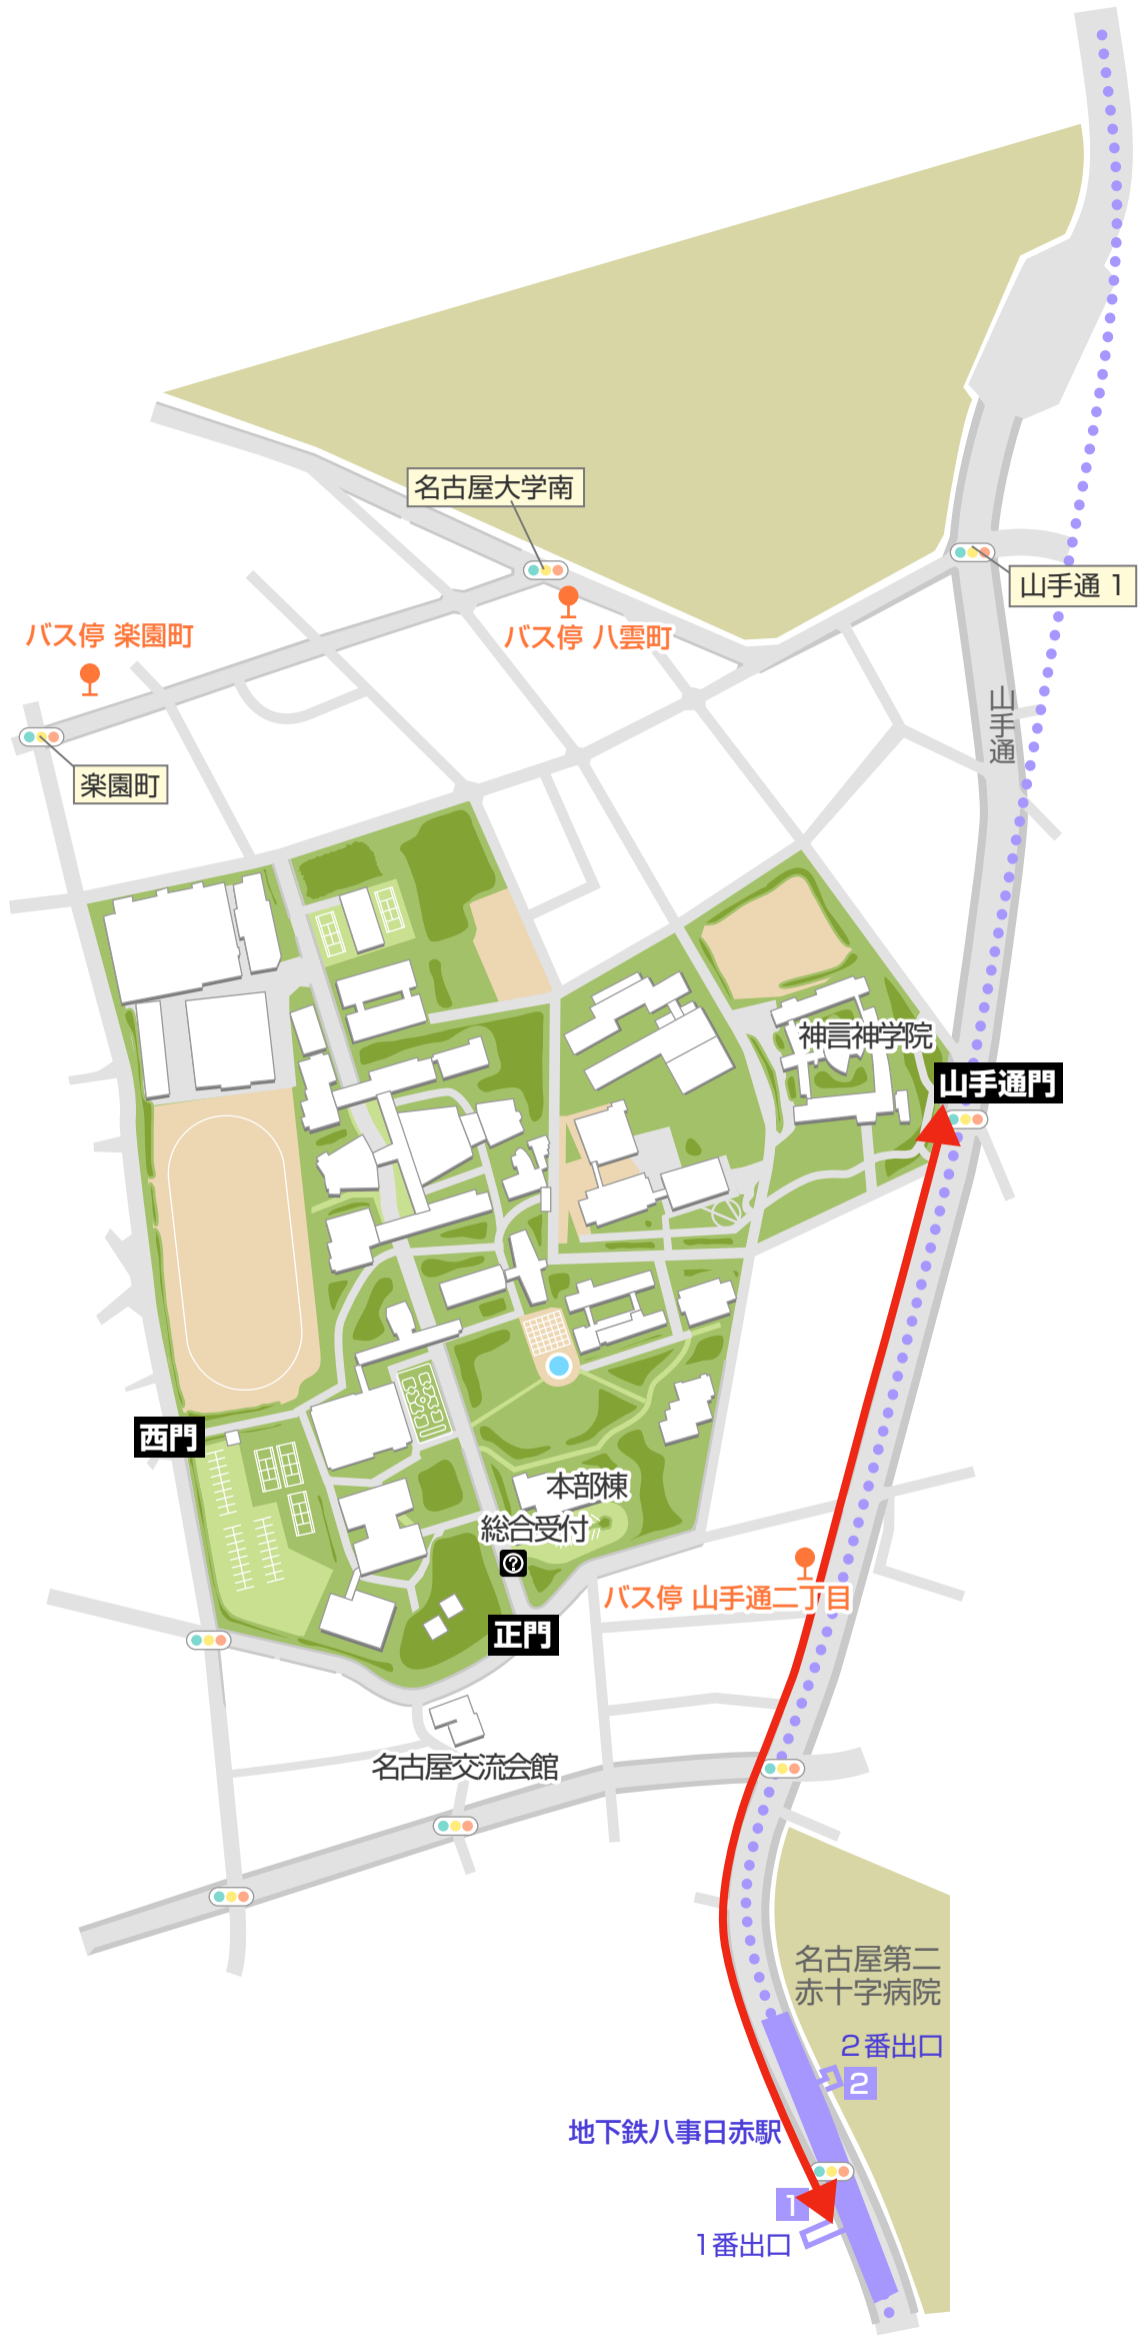 名古屋大学南
山手通 1
バス停 楽園町
バス停 八雲町
山手通
楽園町
神言神学院
山手通門
西門
本部棟
総合受付
?
バス停 山手通二丁目
正門
名古屋交流会館
名古屋第二
赤十字病院
2番出口
2
地下鉄八事日赤駅
1
1番出口